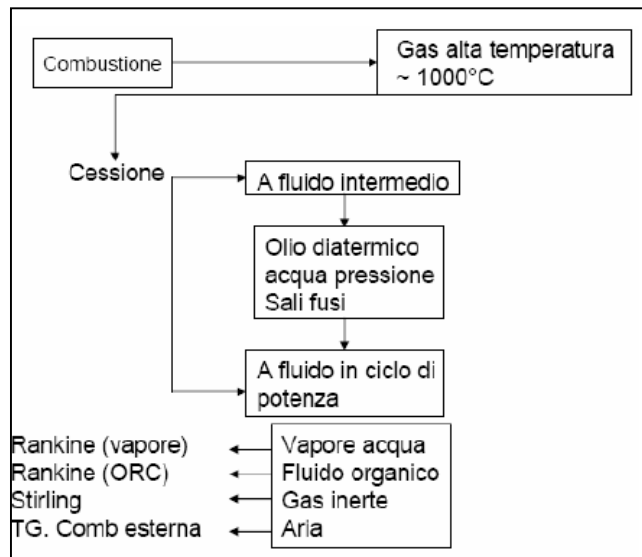 Combustione
Gas alta temperatura
~ 1000°C
Cessione
A fluido intermedio
Olio diatermico
acqua pressione
Sali fusi
A fluido in ciclo di
potenza
Rankine (vapore)
Vapore acqua
Rankine (ORC)
Fluido organico
Stirling
Gas inerte
TG. Comb esterna
Aria